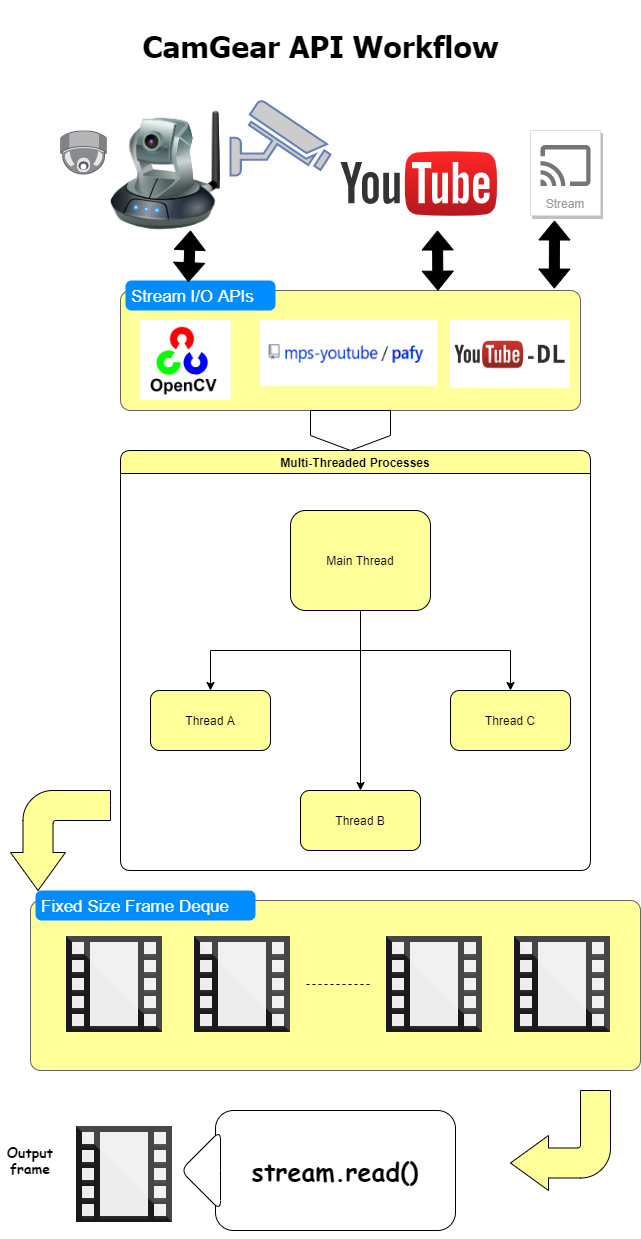 CamGear API Workflow
YouTube
Stream
Stream I/O APIs
OpenCV
mps-youtube / pafy
YouTube-DL
Multi-Threaded Processes
Main Thread
Thread A
Thread C
Thread B
Fixed Size Frame Deque
Output
frame
stream.read()